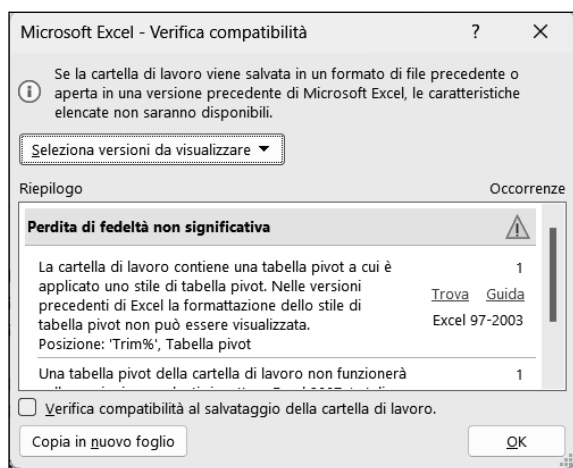 Microsoft Excel - Verifica compatibilità ?
Se la cartella di lavoro viene salvata in un formato di file precedente o
aperta in una versione precedente di Microsoft Excel, le caratteristiche
elencate non saranno disponibili.
Seleziona versioni da visualizzare
Riepilogo Occorrenze
Perdita di fedeltà non significativa
La cartella di lavoro contiene una tabella pivot a cui è 1
applicato uno stile di tabella pivot. Nelle versioni Trova Guida
precedenti di Excel la formattazione dello stile di
tabella pivot non può essere visualizzata. Excel 97-2003
Posizione: 'Trim%', Tabella pivot
Una tabella pivot della cartella di lavoro non funzionerà 1
Verifica compatibilità al salvataggio della cartella di lavoro.
Copia in nuovo foglio OK